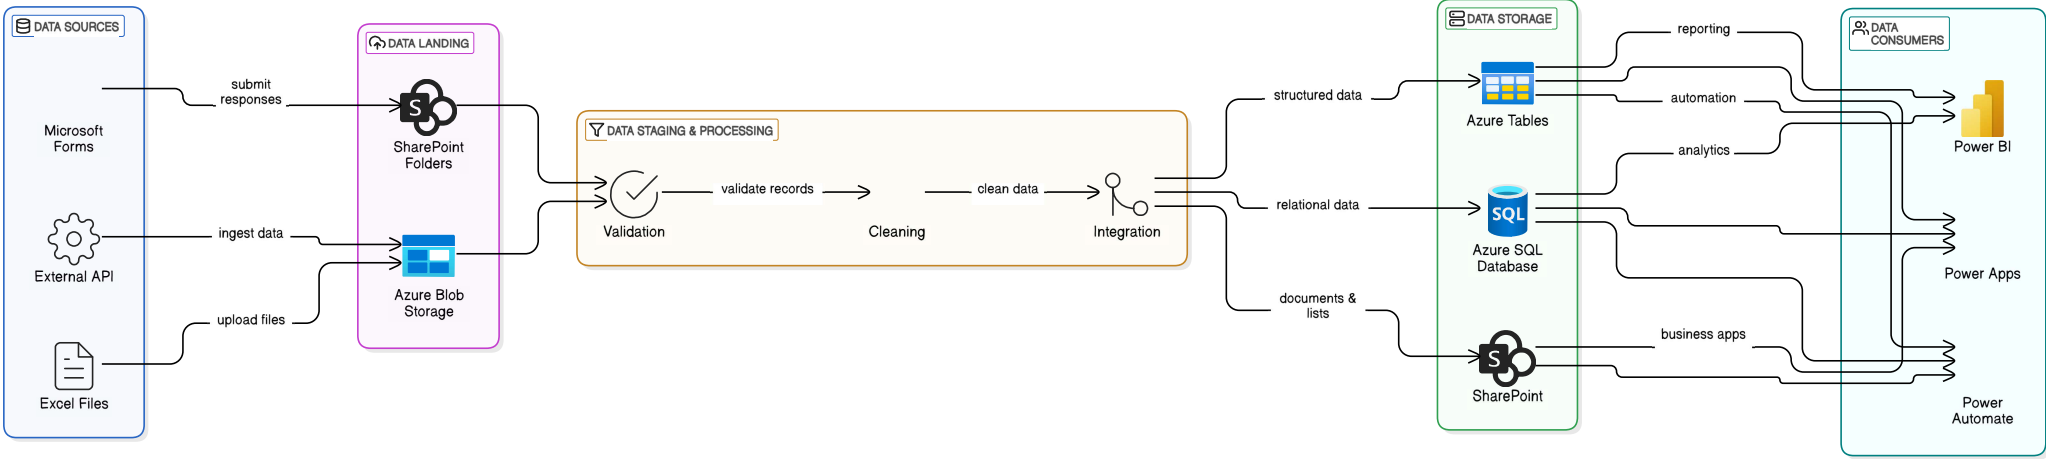 DATA SOURCES
submit
responses
Microsoft
Forms
ingest data
External API
upload files
Excel Files
DATA LANDING
S
SharePoint
Folders
Azure Blob
Storage
DATA STAGING & PROCESSING
validate records
clean data
Validation
Cleaning
Integration
structured data
relational data
documents &
lists
DATA STORAGE
Azure Tables
SQL
Azure SQL
Database
S
SharePoint
reporting
automation
analytics
business apps
DATA
CONSUMERS
Power BI
Power Apps
Power
Automate